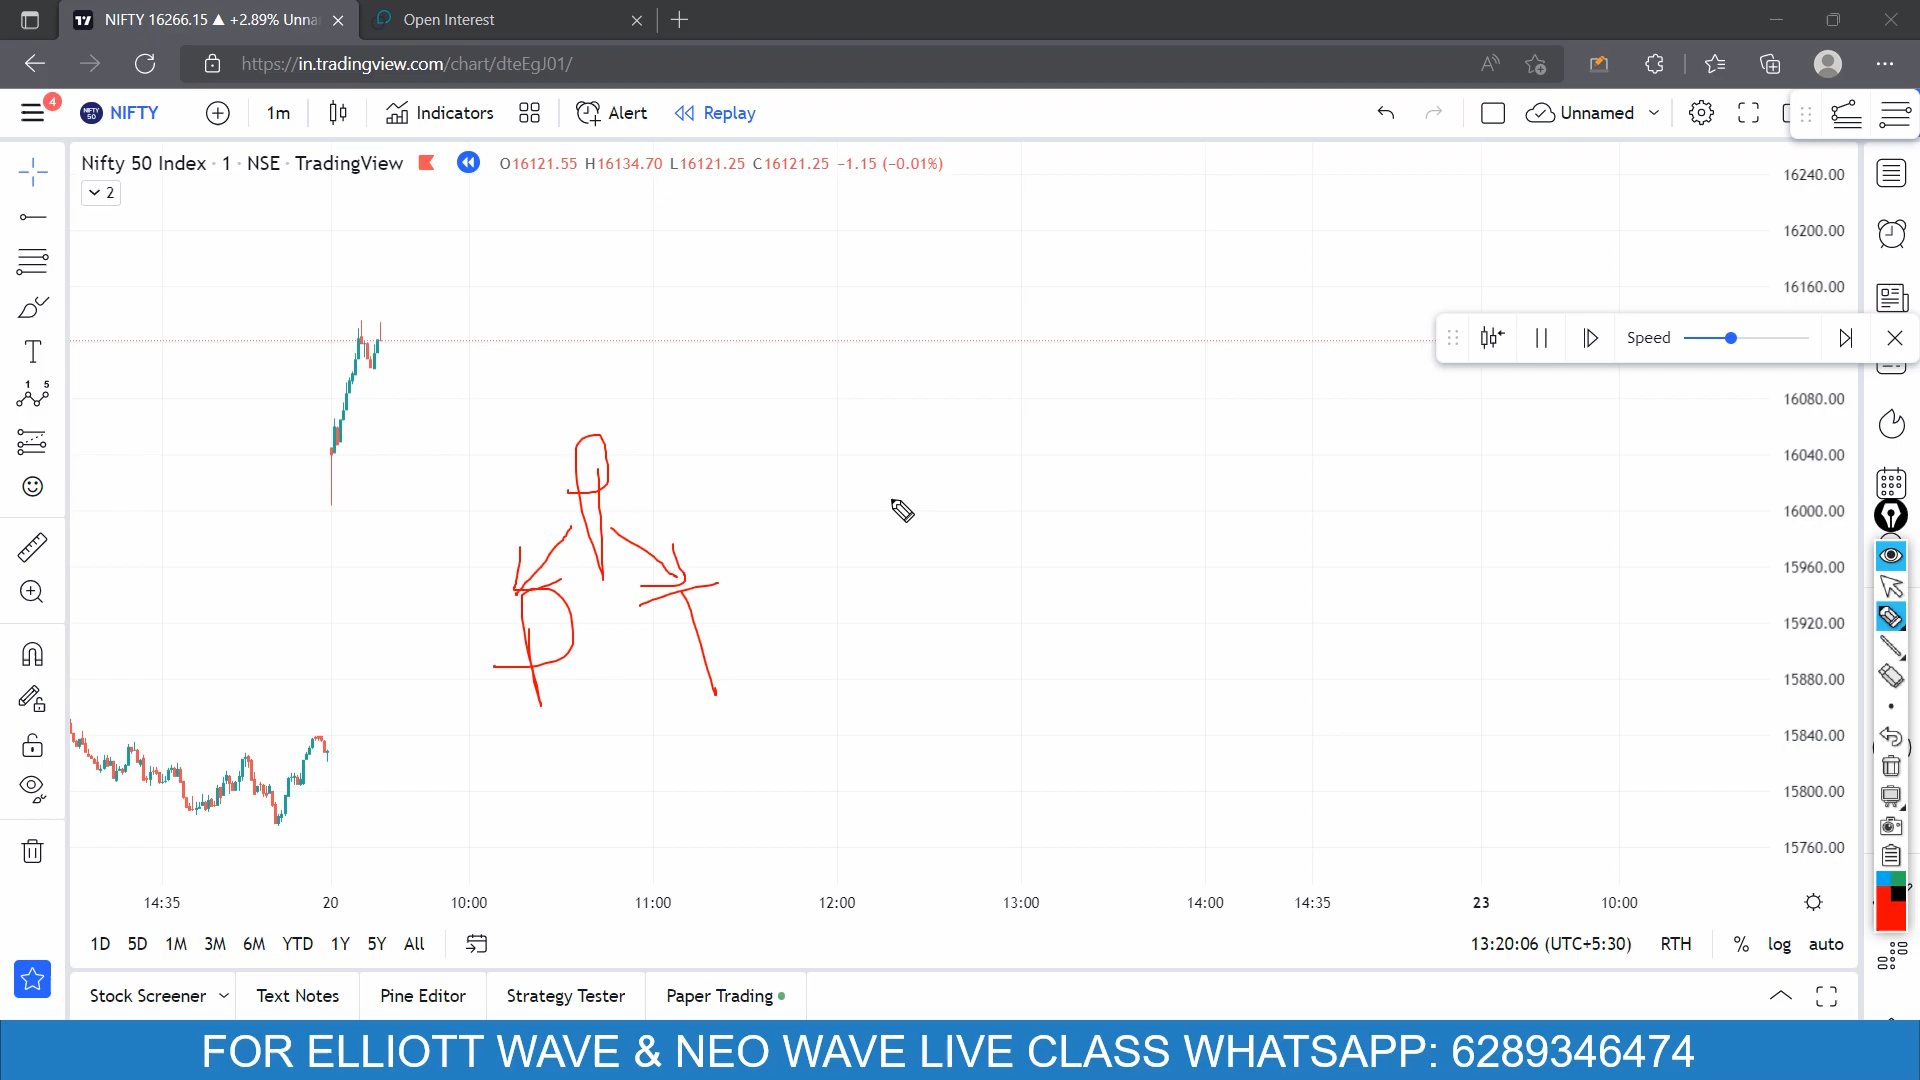 NIFTY 16266.15 ▲ +2.89% Unna
Open Interest
https://in.tradingview.com/chart/dteEgJ01/
4
NIFTY
1m
Indicators
Alert
Replay
Unnamed
Nifty 50 Index · 1 · NSE · TradingView
O16121.55 H16134.70 L16121.25 C16121.25 −1.15 (−0.01%)
2
16240.00
16200.00
16160.00
Speed
16080.00
16040.00
16000.00
15960.00
15920.00
15880.00
15840.00
15800.00
15760.00
P
P T
14:35 20 10:00 11:00 12:00 13:00 14:00 14:35 23 10:00
1D 5D 1M 3M 6M YTD 1Y 5Y All
13:20:06 (UTC+5:30) RTH % log auto
Stock Screener Text Notes Pine Editor Strategy Tester Paper Trading
FOR ELLIOTT WAVE & NEO WAVE LIVE CLASS WHATSAPP: 6289346474